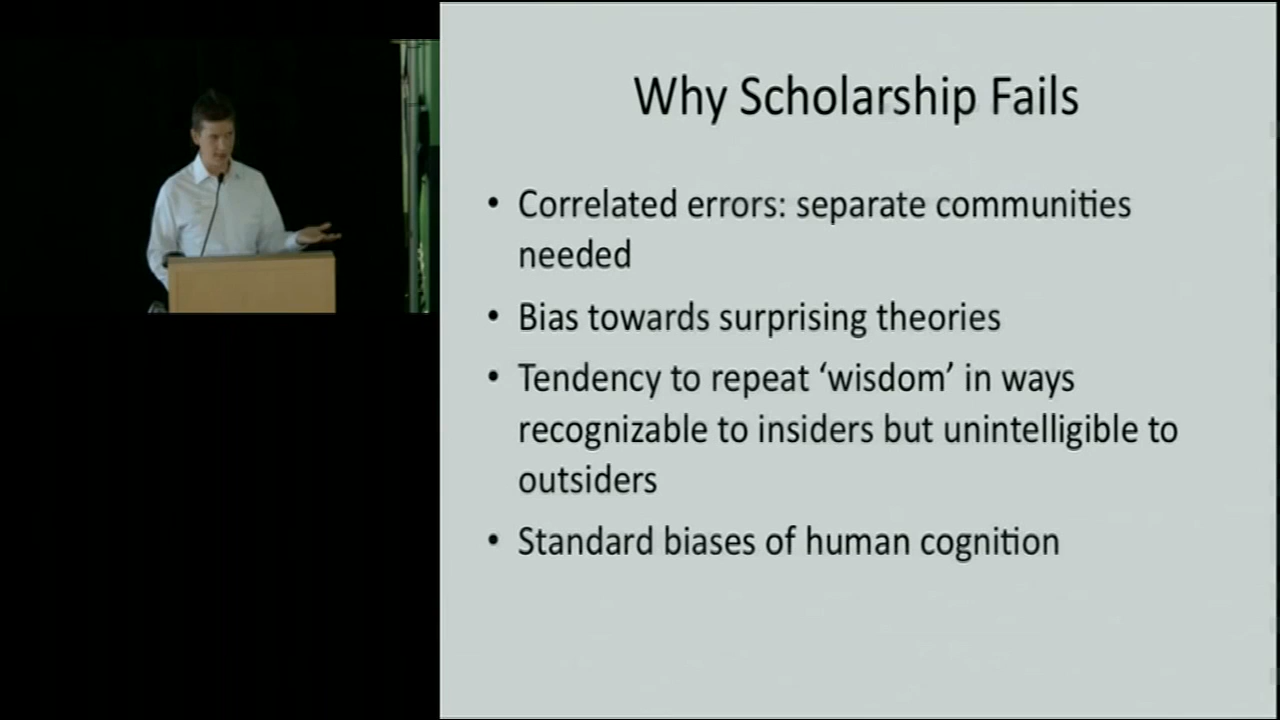 Why Scholarship Fails
• Correlated errors: separate communities
needed
• Bias towards surprising theories
• Tendency to repeat ‘wisdom’ in ways
recognizable to insiders but unintelligible to
outsiders
• Standard biases of human cognition